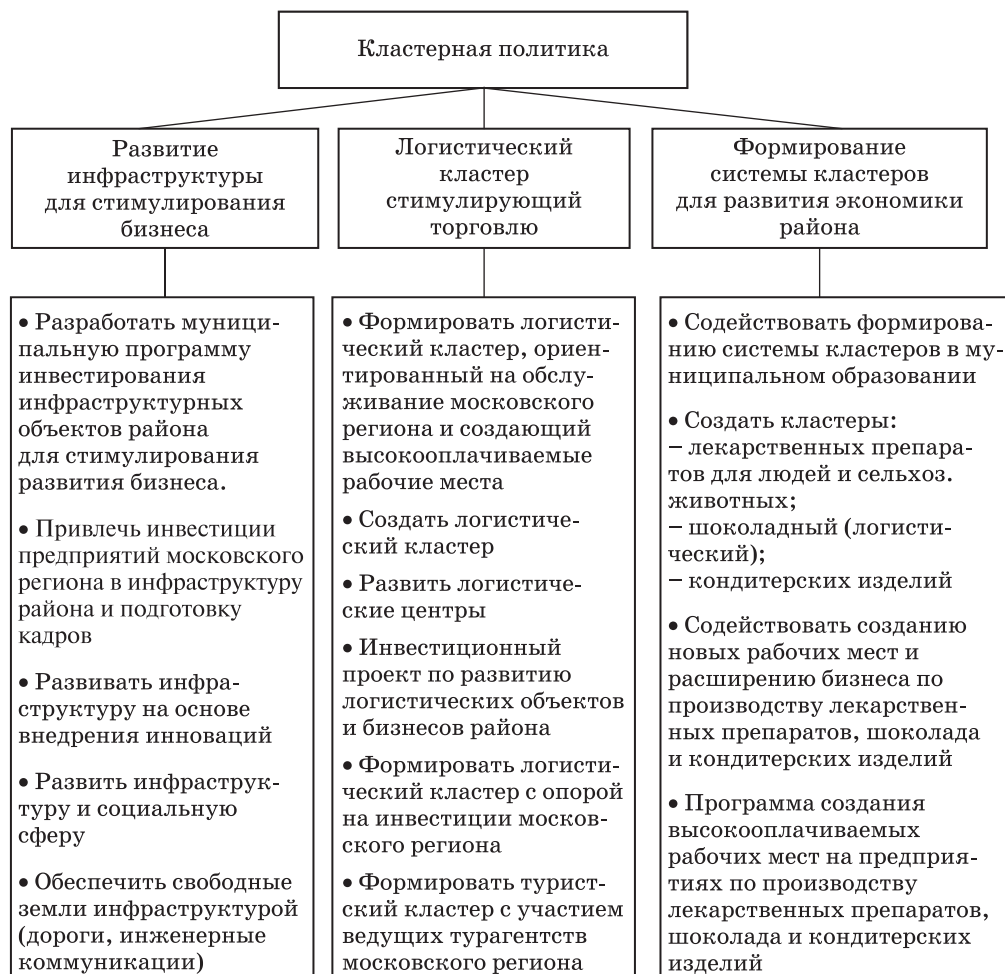 Кластерная политика
Развитие
инфраструктуры
для стимулирования
бизнеса
Логистический
кластер
стимулирующий
торговлю
Формирование
системы кластеров
для развития экономики
района
• Разработать муници-
пальную программу
инвестирования
инфраструктурных
объектов района
для стимулирования
развития бизнеса.
• Привлечь инвестиции
предприятий московского
региона в инфраструктуру
района и подготовку
кадров
• Развивать инфра-
структуру на основе
внедрения инноваций
• Развить инфраструк-
туру и социальную
сферу
• Обеспечить свободные
земли инфраструктурой
(дороги, инженерные
коммуникации)
• Формировать логисти-
ческий кластер, ориен-
тированный на обслу-
живание московского
региона и создающий
высокооплачиваемые
рабочие места
• Создать логистиче-
ский кластер
• Развить логистиче-
ские центры
• Инвестиционный
проект по развитию
логистических объектов
и бизнесов района
• Формировать логисти-
ческий кластер с опорой
на инвестиции москов-
ского региона
• Формировать турист-
ский кластер с участием
ведущих турагентств
московского региона
• Содействовать формирова-
нию системы кластеров в му-
ниципальном образовании
• Создать кластеры:
– лекарственных препара-
тов для людей и сельхоз.
животных;
– шоколадный (логисти-
ческий);
– кондитерских изделий
• Содействовать созданию
новых рабочих мест и
расширению бизнеса по
производству лекарствен-
ных препаратов, шоколада
и кондитерских изделий
• Программа создания
высокооплачиваемых
рабочих мест на предприя-
тиях по производству
лекарственных препаратов,
шоколада и кондитерских
изделий